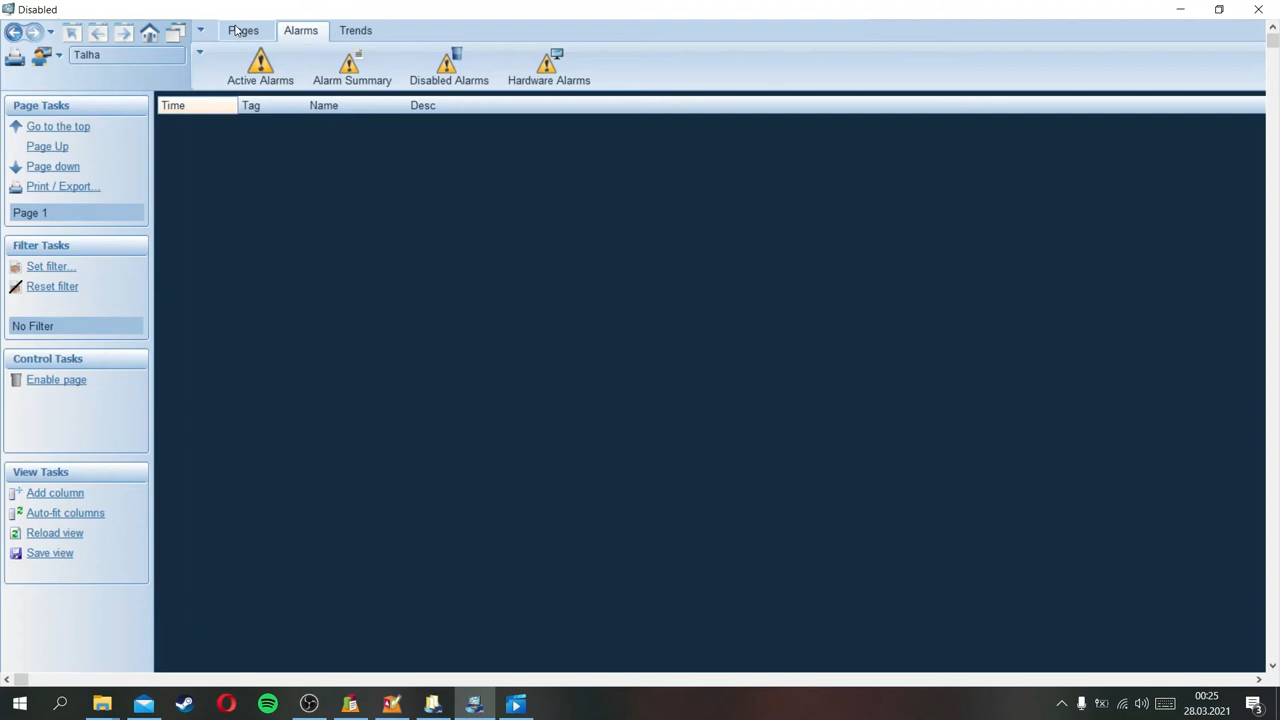 Disabled
Pages Alarms Trends
Talha
Active Alarms Alarm Summary Disabled Alarms Hardware Alarms
Page Tasks
Go to the top
Page Up
Page down
Print / Export...
Page 1
Filter Tasks
Set filter...
Reset filter
No Filter
Control Tasks
Enable page
View Tasks
Add column
Auto-fit columns
Reload view
Save view
Time Tag Name Desc
00:25
28.03.2021
3